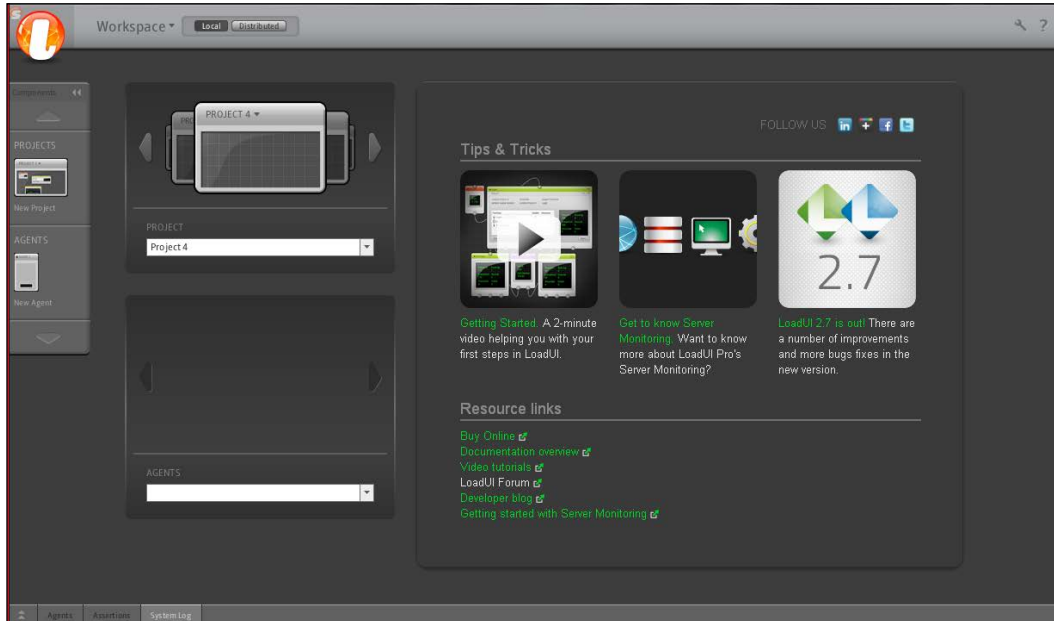 Workspace
Local Distributed
?
Components
PROJECTS
New Project
AGENTS
New Agent
PROJECT 4
PROJECT
Project 4
AGENTS
FOLLOW US
Tips & Tricks
Getting Started. A 2-minute
video helping you with your
first steps in LoadUI.
Get to know Server
Monitoring. Want to know
more about LoadUI Pro's
Server Monitoring?
2.7
LoadUI 2.7 is out! There are
a number of improvements
and more bugs fixes in the
new version.
Resource links
Buy Online
Documentation overview
Video tutorials
LoadUI Forum
Developer blog
Getting started with Server Monitoring
Agents Assertions System Log